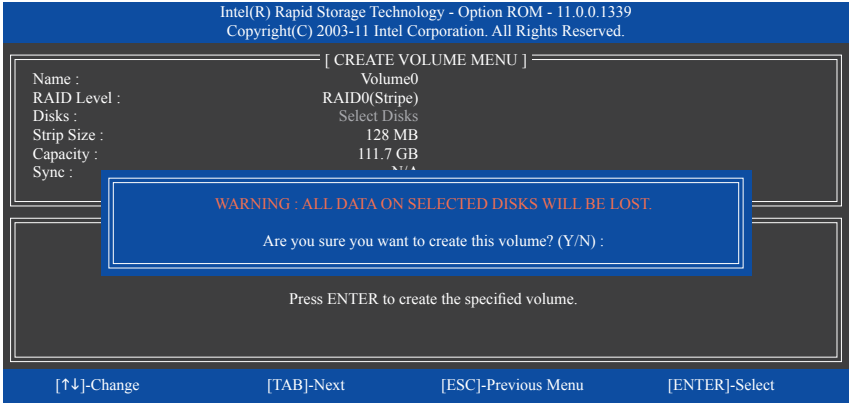 Intel(R) Rapid Storage Technology - Option ROM - 11.0.0.1339
Copyright(C) 2003-11 Intel Corporation. All Rights Reserved.
[ CREATE VOLUME MENU ]
Name : Volume0
RAID Level : RAID0(Stripe)
Disks : Select Disks
Strip Size : 128 MB
Capacity : 111.7 GB
Sync : N/A
WARNING : ALL DATA ON SELECTED DISKS WILL BE LOST.
Are you sure you want to create this volume? (Y/N) :
Press ENTER to create the specified volume.
[↑↓]-Change [TAB]-Next [ESC]-Previous Menu [ENTER]-Select